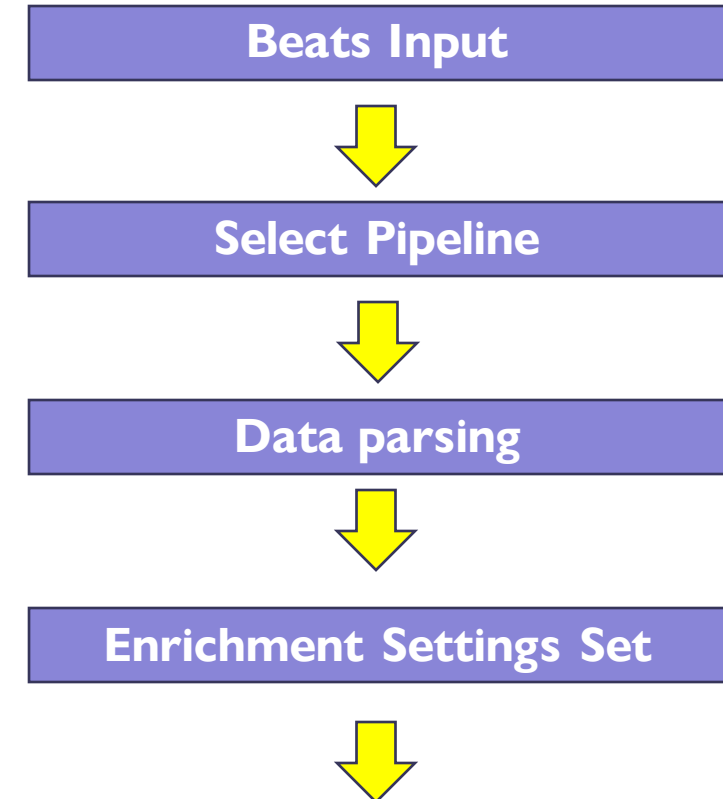 Beats Input
Select Pipeline
Data parsing
Enrichment Settings Set